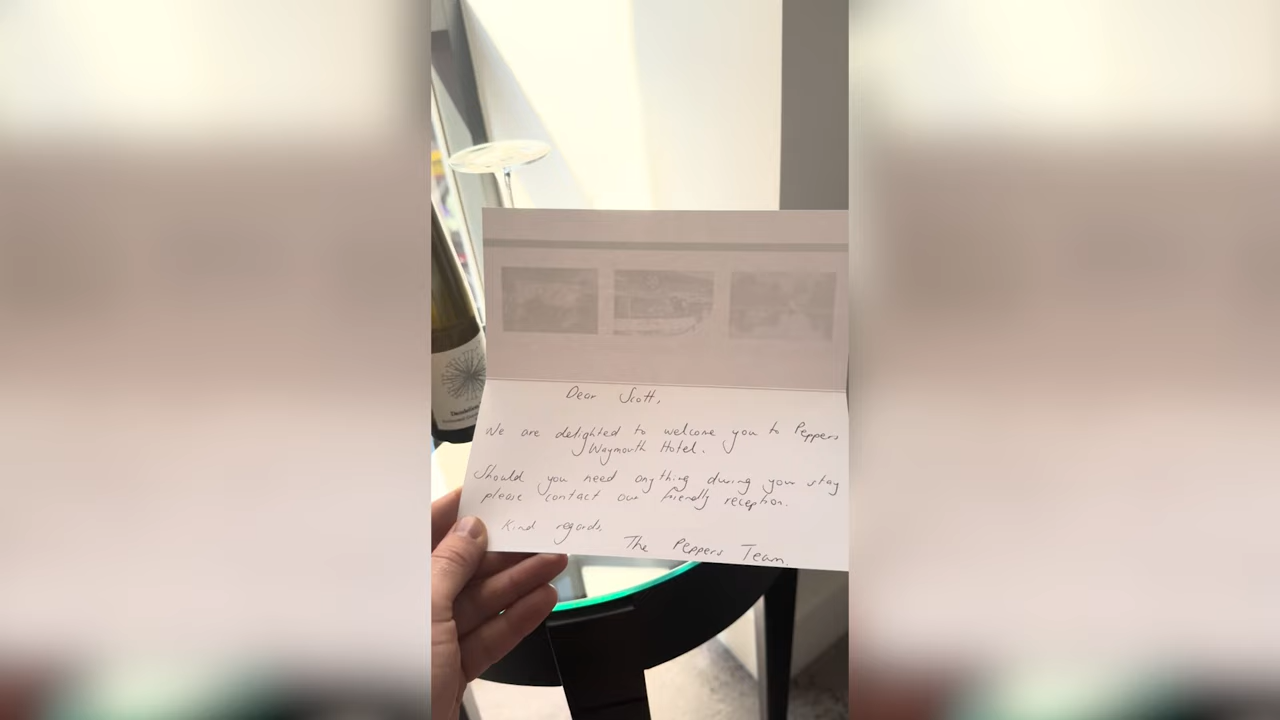 Dear Scott,
We are delighted to welcome you to Peppers
Waymouth Hotel.
Should you need anything during your stay
please contact our friendly reception.
Kind regards,
The Peppers Team.